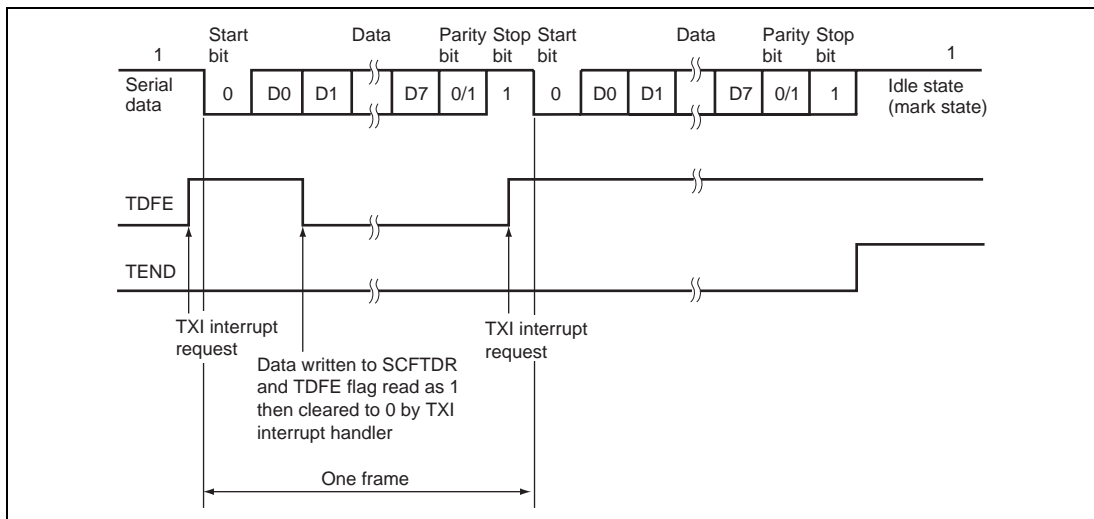 Start bit
Data
Parity bit
Stop bit
Start bit
Data
Parity bit
Stop bit
1
1
Serial data
0
D0
D1
D7
0/1
1
0
D0
D1
D7
0/1
1
Idle state
(mark state)
TDFE
TEND
TXI interrupt
request
Data written to SCFTDR
and TDFE flag read as 1
then cleared to 0 by TXI
interrupt handler
TXI interrupt
request
One frame